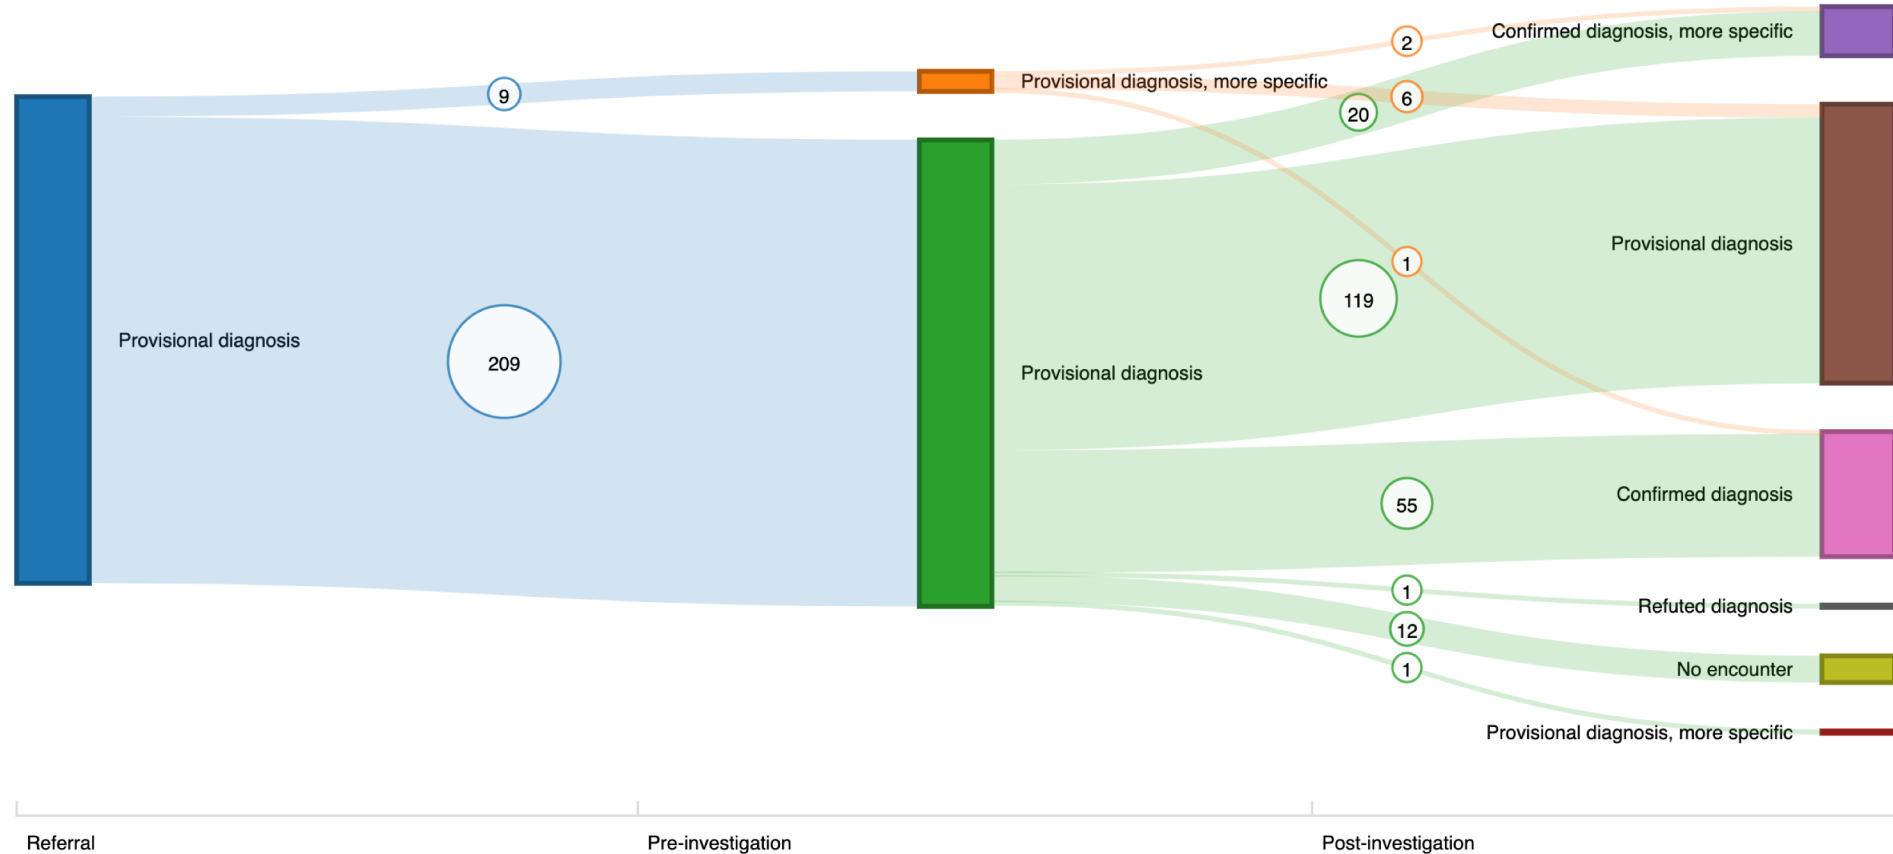 Confirmed diagnosis, more specific
2
Provisional diagnosis, more specific
9
6
20
Provisional diagnosis
1
119
Provisional diagnosis
209
Provisional diagnosis
55
Confirmed diagnosis
1
Refuted diagnosis
12
No encounter
1
Provisional diagnosis, more specific
Referral
Pre-investigation
Post-investigation